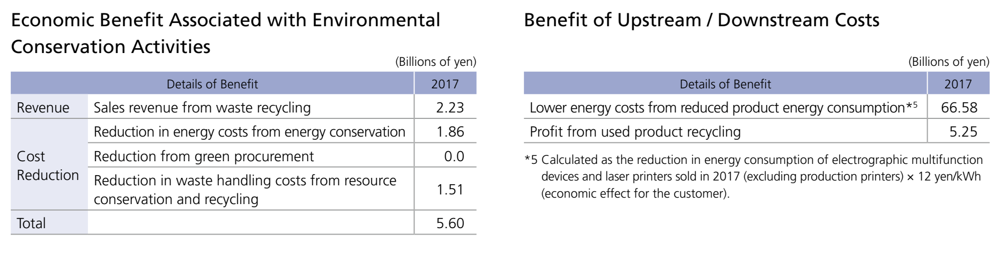 Economic Benefit Associated with Environmental
Conservation Activities
(Billions of yen)
Details of Benefit 2017
Revenue Sales revenue from waste recycling 2.23
Cost
Reduction
Reduction in energy costs from energy conservation 1.86
Reduction from green procurement 0.0
Reduction in waste handling costs from resource
conservation and recycling 1.51
Total 5.60
Benefit of Upstream / Downstream Costs
(Billions of yen)
Details of Benefit 2017
Lower energy costs from reduced product energy consumption*5 66.58
Profit from used product recycling 5.25
*5 Calculated as the reduction in energy consumption of electrographic multifunction
devices and laser printers sold in 2017 (excluding production printers) × 12 yen/kWh
(economic effect for the customer).